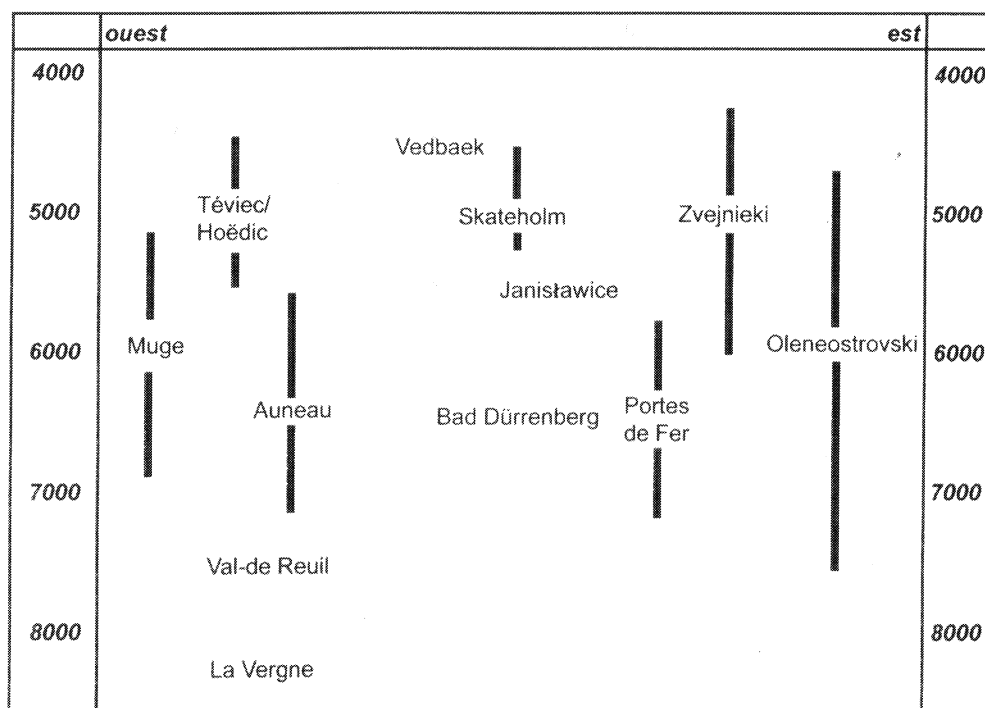 ouest est
4000 4000
Vedbaek
Téviec/
Hoëdic
5000 Skateholm Zvejnieki 5000
Janisławice
Muge 6000 Oleneostrovski 6000
Auneau Bad Dürrenberg Portes
de Fer
7000 7000
Val-de Reuil
8000 8000
La Vergne